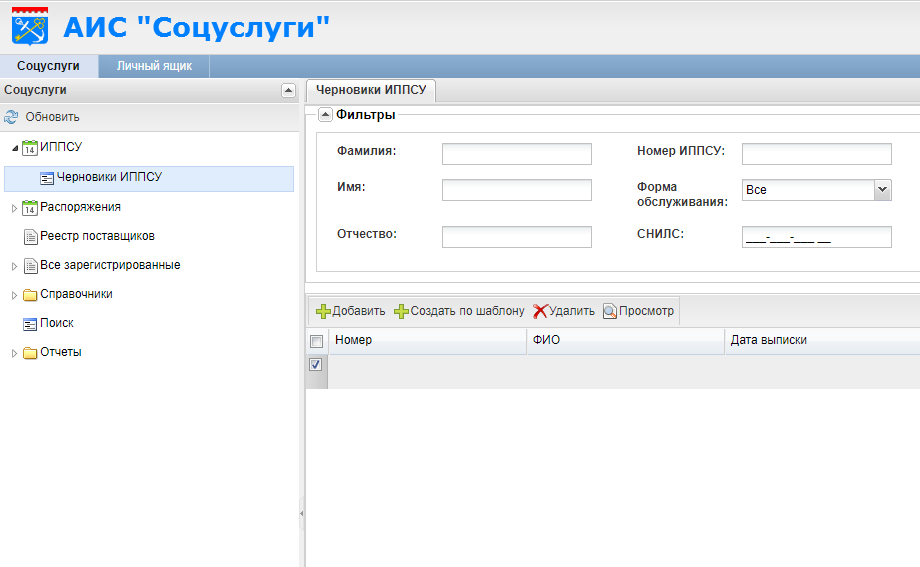 АИС "Соцуслуги"
Соцуслуги Личный ящик
Соцуслуги
Обновить
14 ИППСУ
Черновики ИППСУ
14 Распоряжения
Реестр поставщиков
Все зарегистрированные
Справочники
Поиск
Отчеты
Черновики ИППСУ
Фильтры
Фамилия: Номер ИППСУ:
Имя: Форма обслуживания: Все
Отчество: СНИЛС: ___-___-___ __
Добавить Создать по шаблону Удалить Просмотр
Номер ФИО Дата выписки